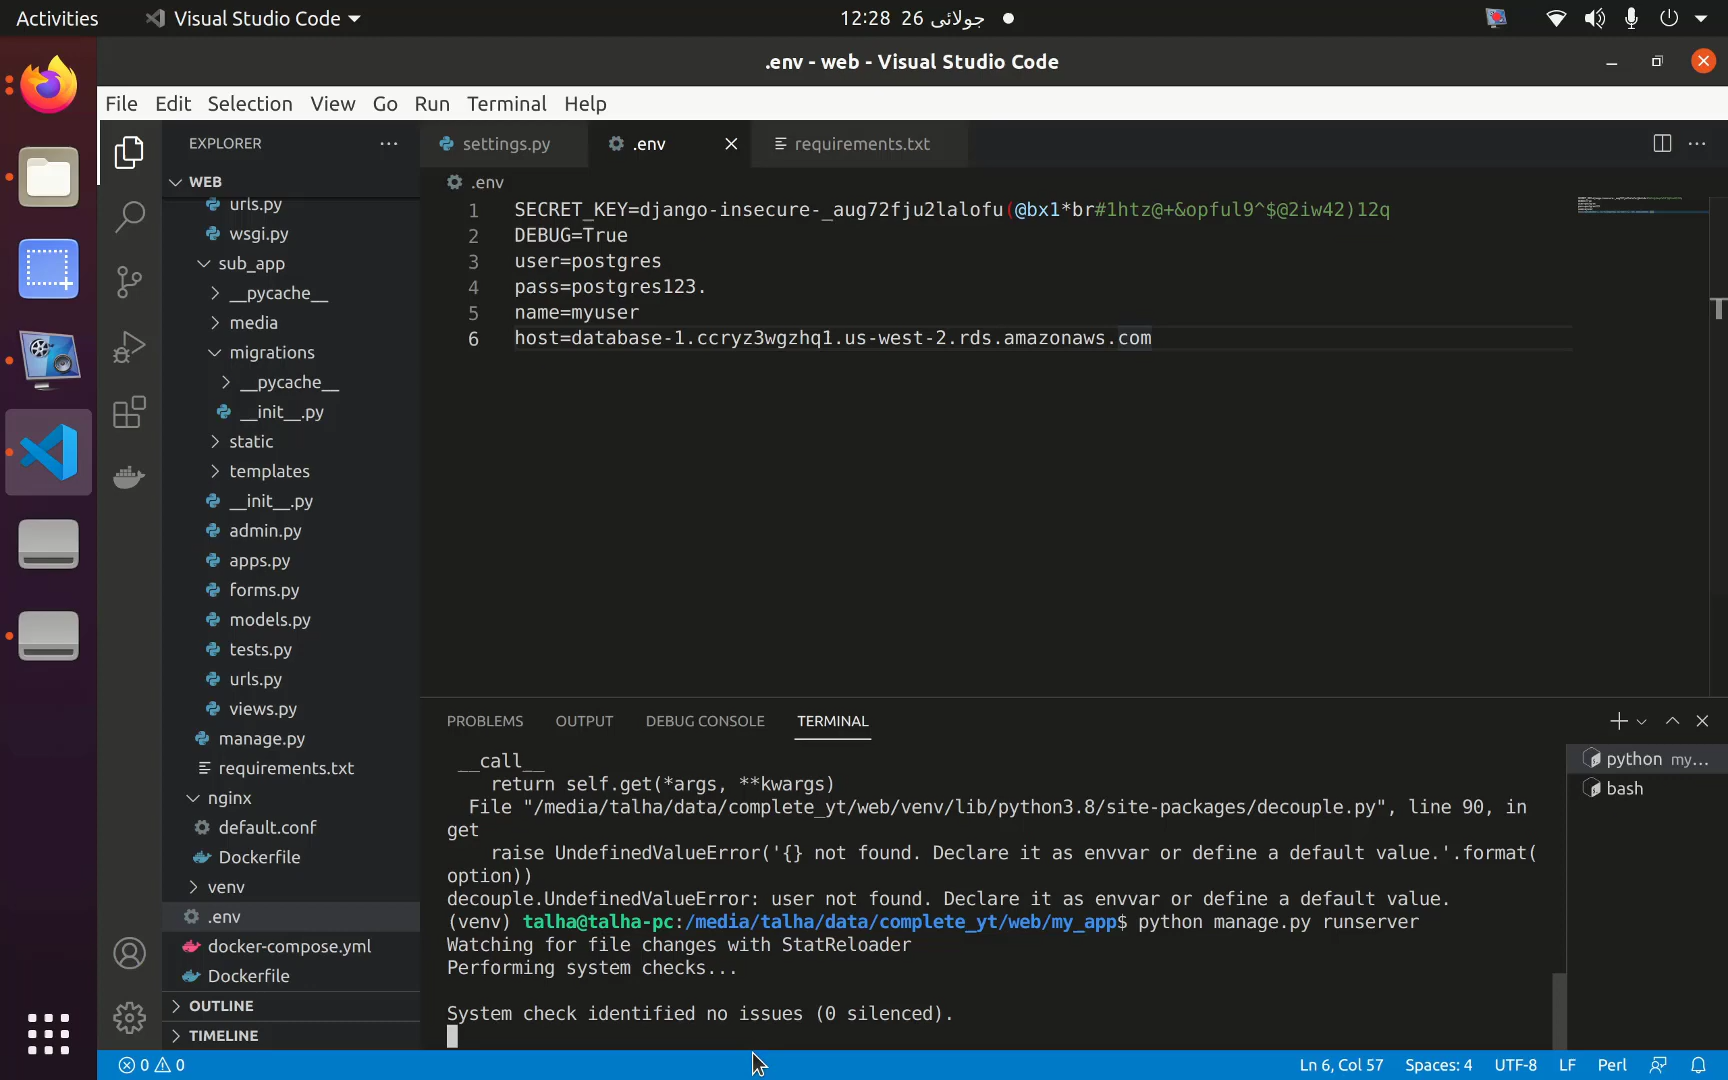 Activities
Visual Studio Code
12:28 26 جولائی
.env - web - Visual Studio Code
File Edit Selection View Go Run Terminal Help
EXPLORER
settings.py
.env
requirements.txt
WEB
urls.py
wsgi.py
sub_app
__pycache__
media
migrations
__pycache__
__init__.py
static
templates
__init__.py
admin.py
apps.py
forms.py
models.py
tests.py
urls.py
views.py
manage.py
requirements.txt
nginx
default.conf
Dockerfile
venv
.env
docker-compose.yml
Dockerfile
OUTLINE
TIMELINE
.env
1 SECRET_KEY=django-insecure-_aug72fju2lalofu(@bx1*br#1htz@+&opful9^$@2iw42)12q
2 DEBUG=True
3 user=postgres
4 pass=postgres123.
5 name=myuser
6 host=database-1.ccryz3wgzhq1.us-west-2.rds.amazonaws.com
PROBLEMS OUTPUT DEBUG CONSOLE TERMINAL
__call__
return self.get(*args, **kwargs)
File "/media/talha/data/complete_yt/web/venv/lib/python3.8/site-packages/decouple.py", line 90, in
get
raise UndefinedValueError('{} not found. Declare it as envvar or define a default value.'.format(
option))
decouple.UndefinedValueError: user not found. Declare it as envvar or define a default value.
(venv) talha@talha-pc:/media/talha/data/complete_yt/web/my_app$ python manage.py runserver
Watching for file changes with StatReloader
Performing system checks...
System check identified no issues (0 silenced).
python my...
bash
0 0
Ln 6, Col 57 Spaces: 4 UTF-8 LF Perl